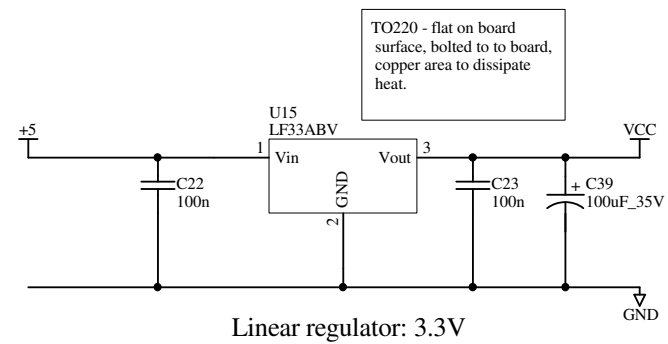 TO220 - flat on board
surface, bolted to to board,
copper area to dissipate
heat.
U15
LF33ABV
+5
VCC
1
3
Vin
Vout
GND
2
C22
100n
C23
100n
+
C39
100uF_35V
GND
Linear regulator: 3.3V